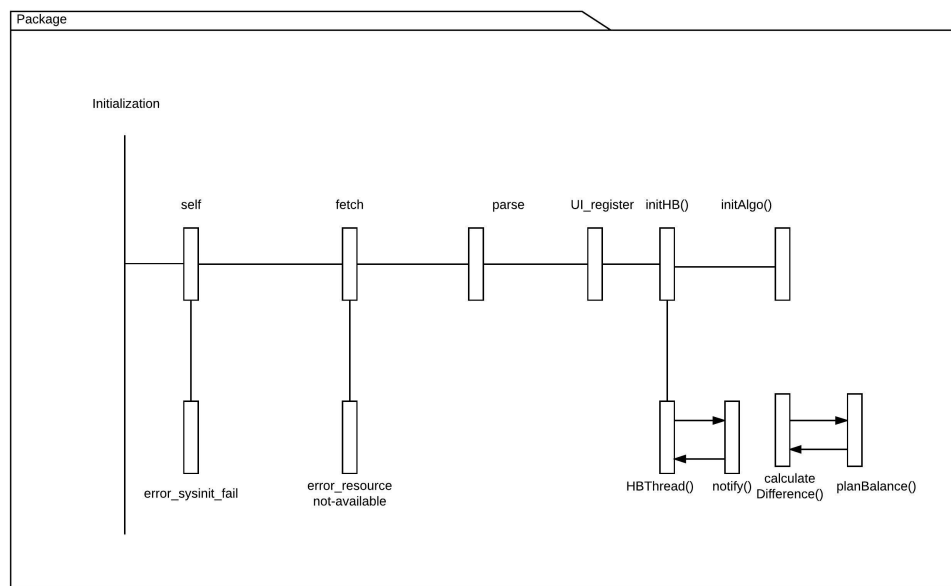 Package
Initialization
self
fetch
parse
UI_register
initHB()
initAlgo()
error_sysinit_fail
error_resource
not-available
HBThread()
notify()
calculate
Difference()
planBalance()